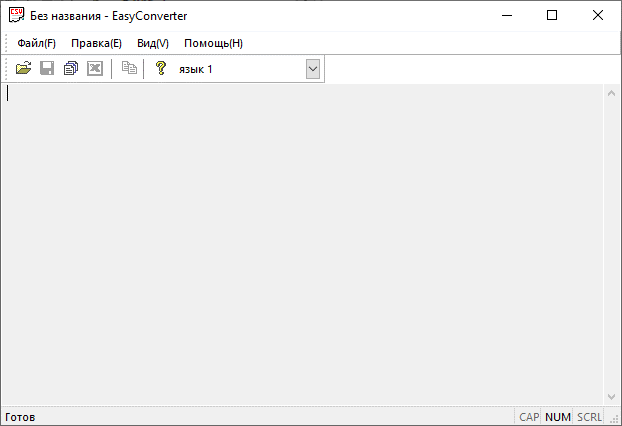 Без названия - EasyConverter
Файл(F) Правка(E) Вид(V) Помощь(H)
язык 1
Готов CAP NUM SCRL